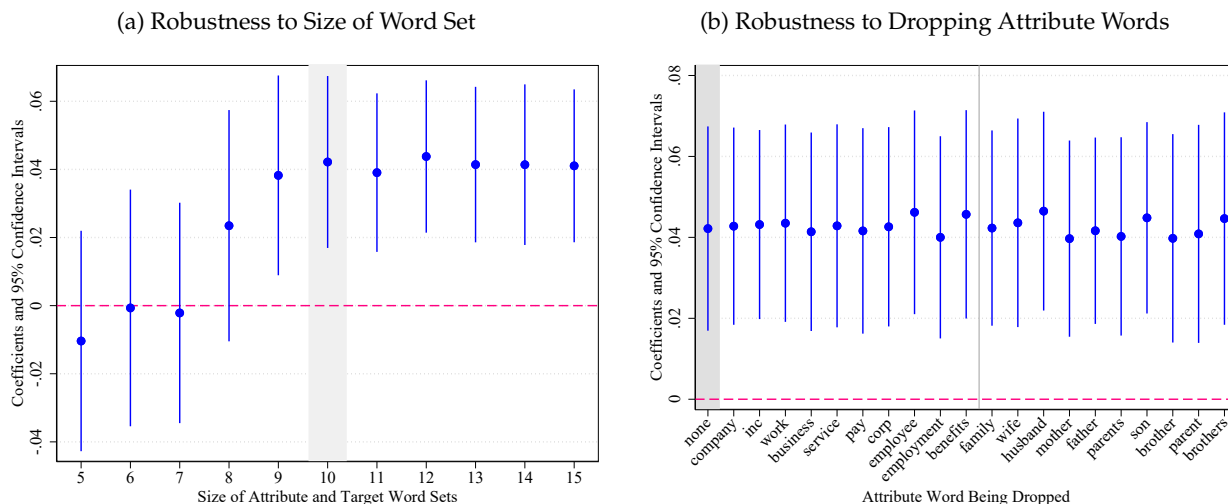 (a) Robustness to Size of Word Set
Coefficients and 95% Confidence Intervals
.06
.04
.02
0
-.02
-.04
5 6 7 8 9 10 11 12 13 14 15
Size of Attribute and Target Word Sets
(b) Robustness to Dropping Attribute Words
Coefficients and 95% Confidence Intervals
.08
.06
.04
.02
0
none
company
inc
work
business
service
pay
corp
employee
employment
benefits
family
wife
husband
mother
father
parents
son
brother
parent
brothers
Attribute Word Being Dropped